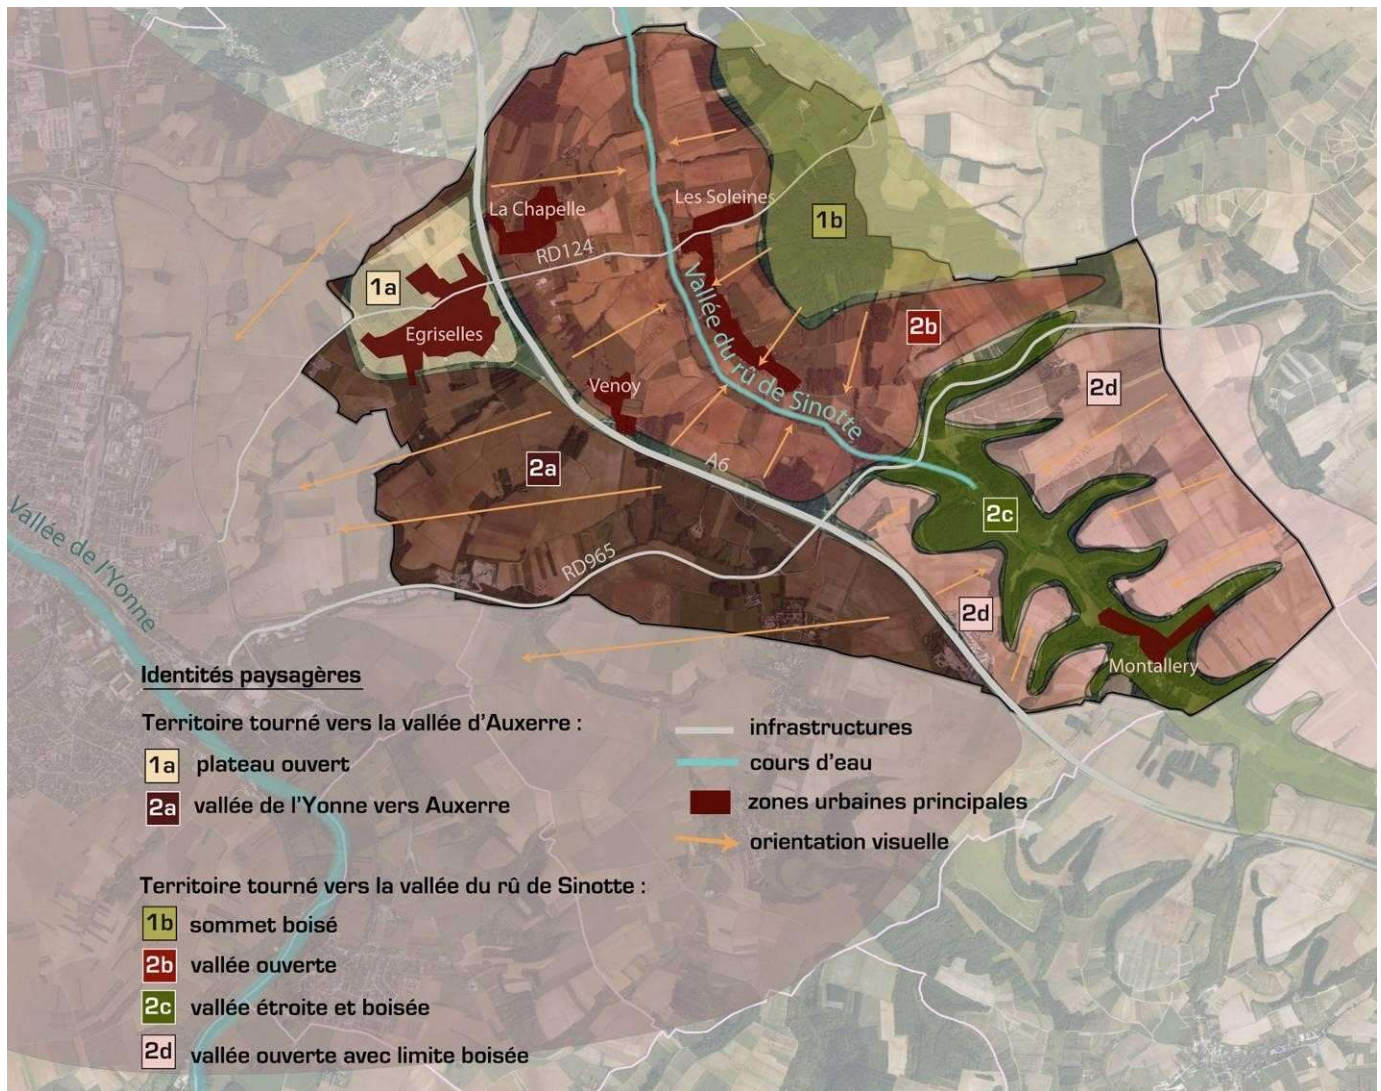 La Chapelle
Les Soleines
1b
RD124
1a
Egriselles
Vallée du rû de Sinotte
2b
Venoy
2d
A6
2a
2c
Vallée de l'Yonne
RD965
2d
Montallery
Identités paysagères
Territoire tourné vers la vallée d'Auxerre :
1a plateau ouvert
2a vallée de l'Yonne vers Auxerre
infrastructures
cours d'eau
zones urbaines principales
orientation visuelle
Territoire tourné vers la vallée du rû de Sinotte :
1b sommet boisé
2b vallée ouverte
2c vallée étroite et boisée
2d vallée ouverte avec limite boisée